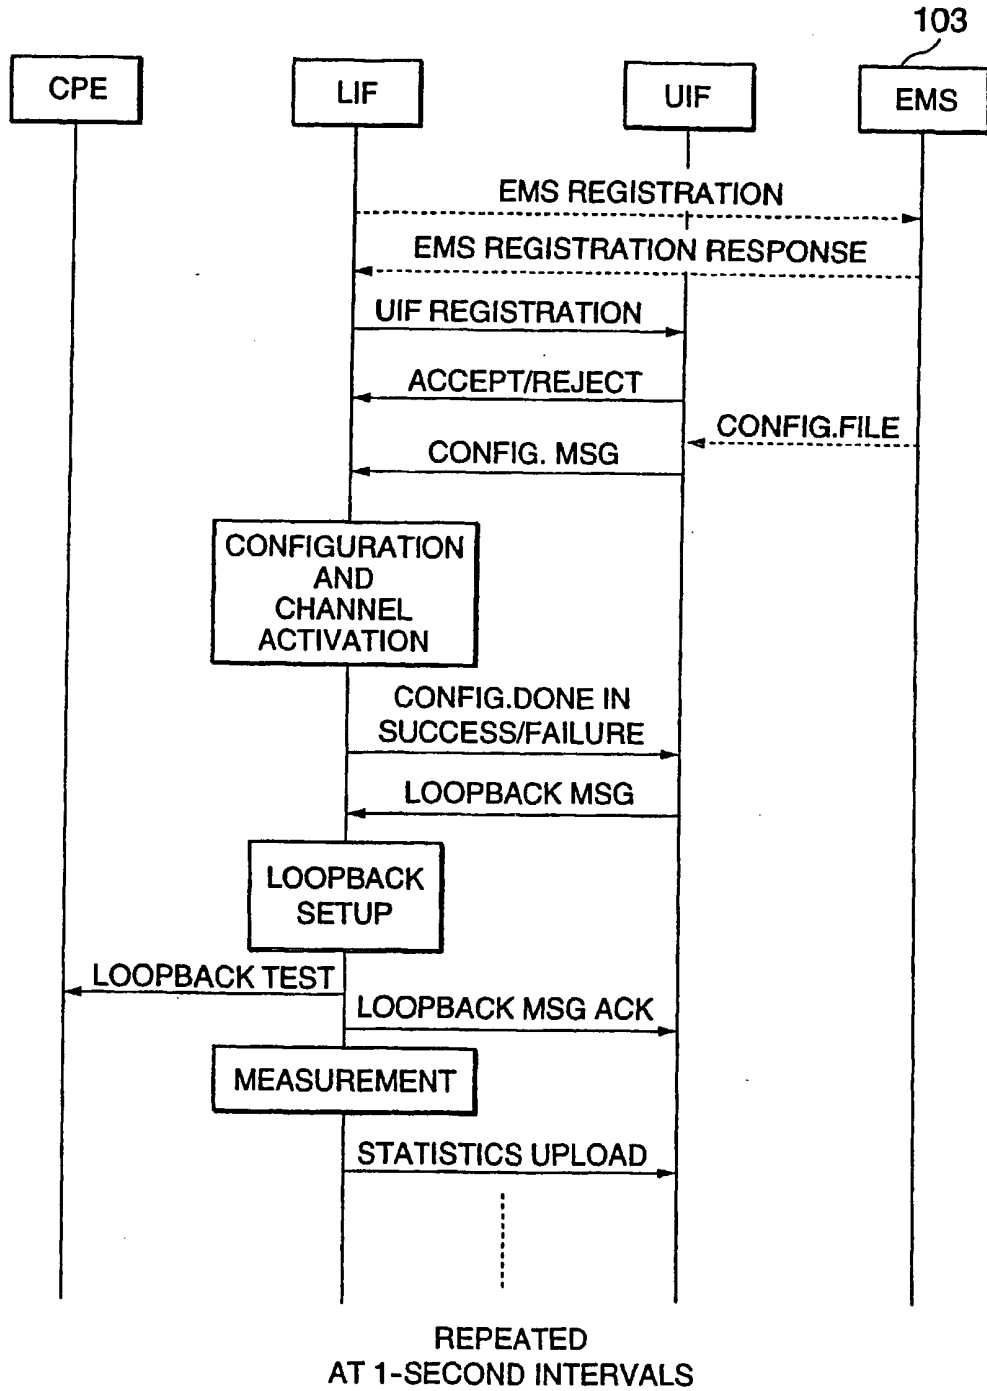 103
CPE
LIF
UIF
EMS
EMS REGISTRATION
EMS REGISTRATION RESPONSE
UIF REGISTRATION
ACCEPT/REJECT
CONFIG.FILE
CONFIG. MSG
CONFIGURATION
AND
CHANNEL
ACTIVATION
CONFIG.DONE IN
SUCCESS/FAILURE
LOOPBACK MSG
LOOPBACK
SETUP
LOOPBACK TEST
LOOPBACK MSG ACK
MEASUREMENT
STATISTICS UPLOAD
REPEATED
AT 1-SECOND INTERVALS